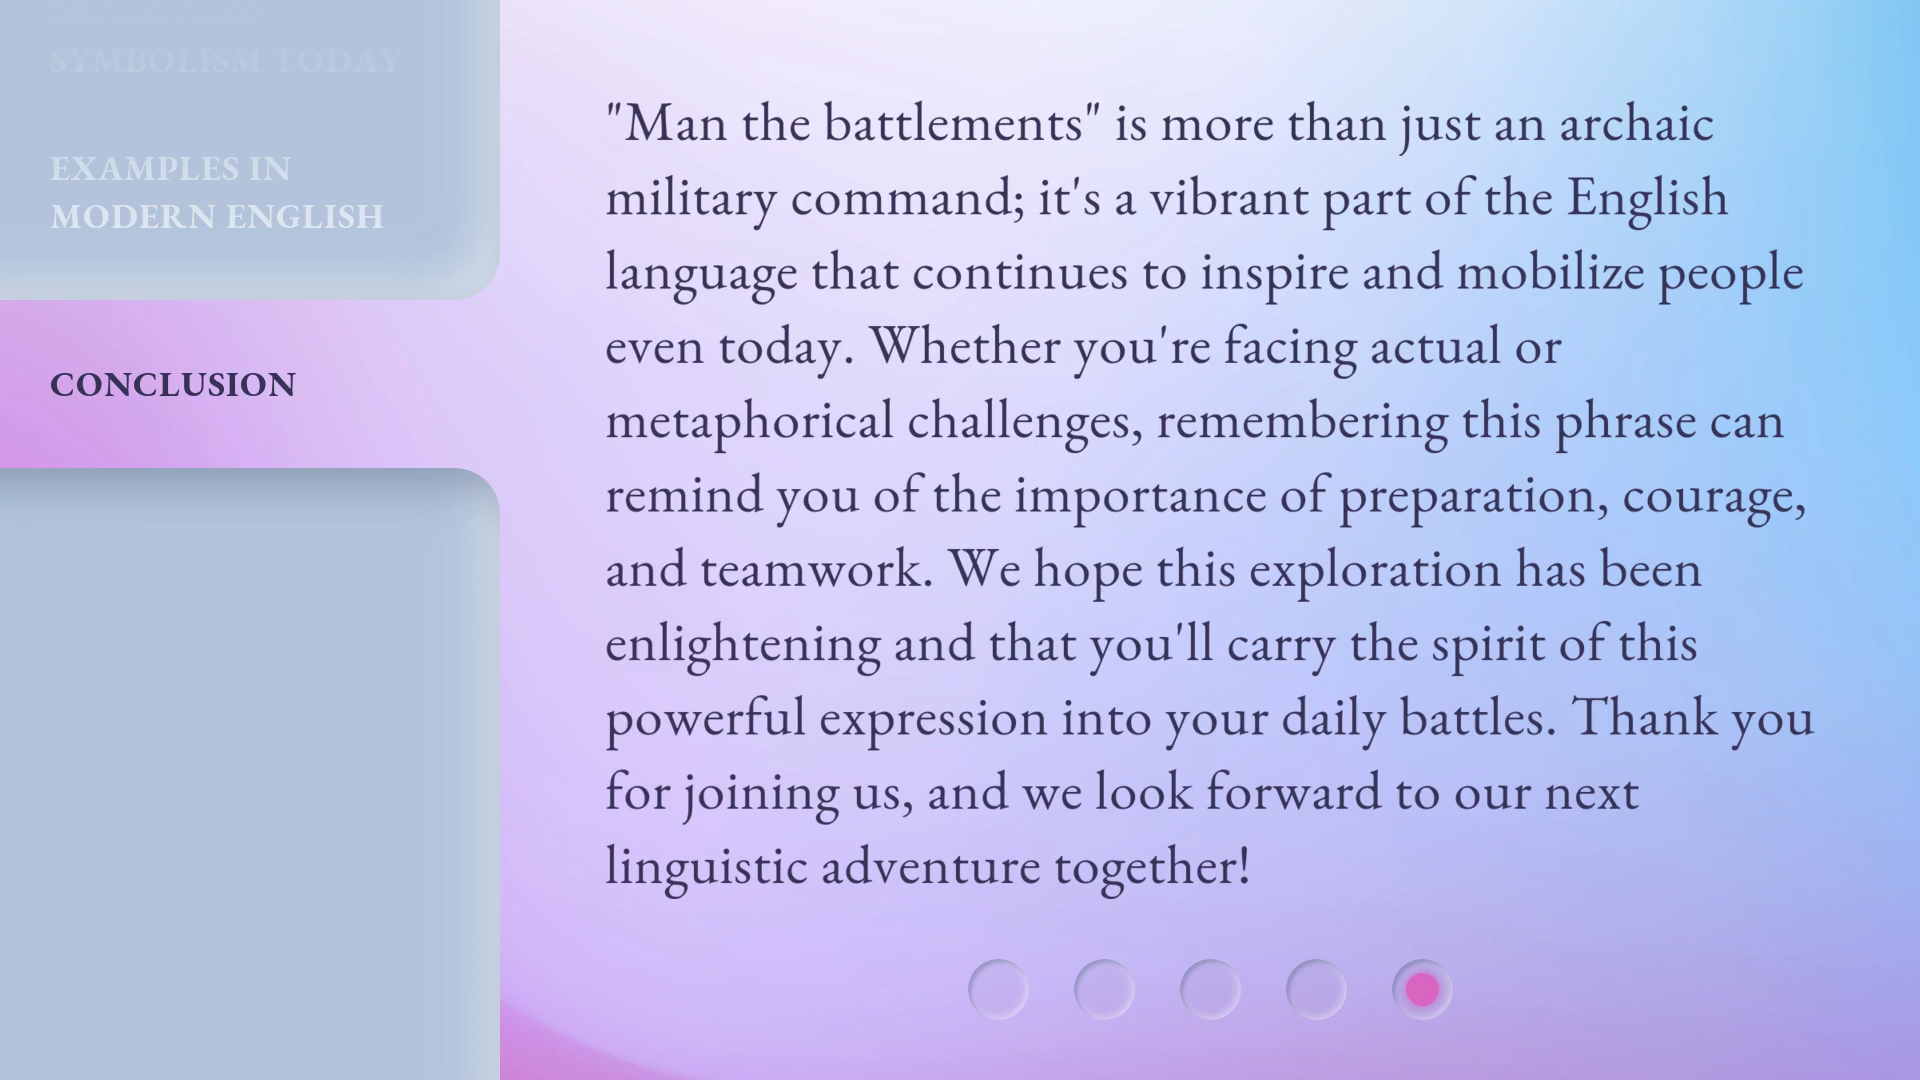 SYMBOLISM TODAY
EXAMPLES IN
MODERN ENGLISH
CONCLUSION
"Man the battlements" is more than just an archaic
military command; it's a vibrant part of the English
language that continues to inspire and mobilize people
even today. Whether you're facing actual or
metaphorical challenges, remembering this phrase can
remind you of the importance of preparation, courage,
and teamwork. We hope this exploration has been
enlightening and that you'll carry the spirit of this
powerful expression into your daily battles. Thank you
for joining us, and we look forward to our next
linguistic adventure together!